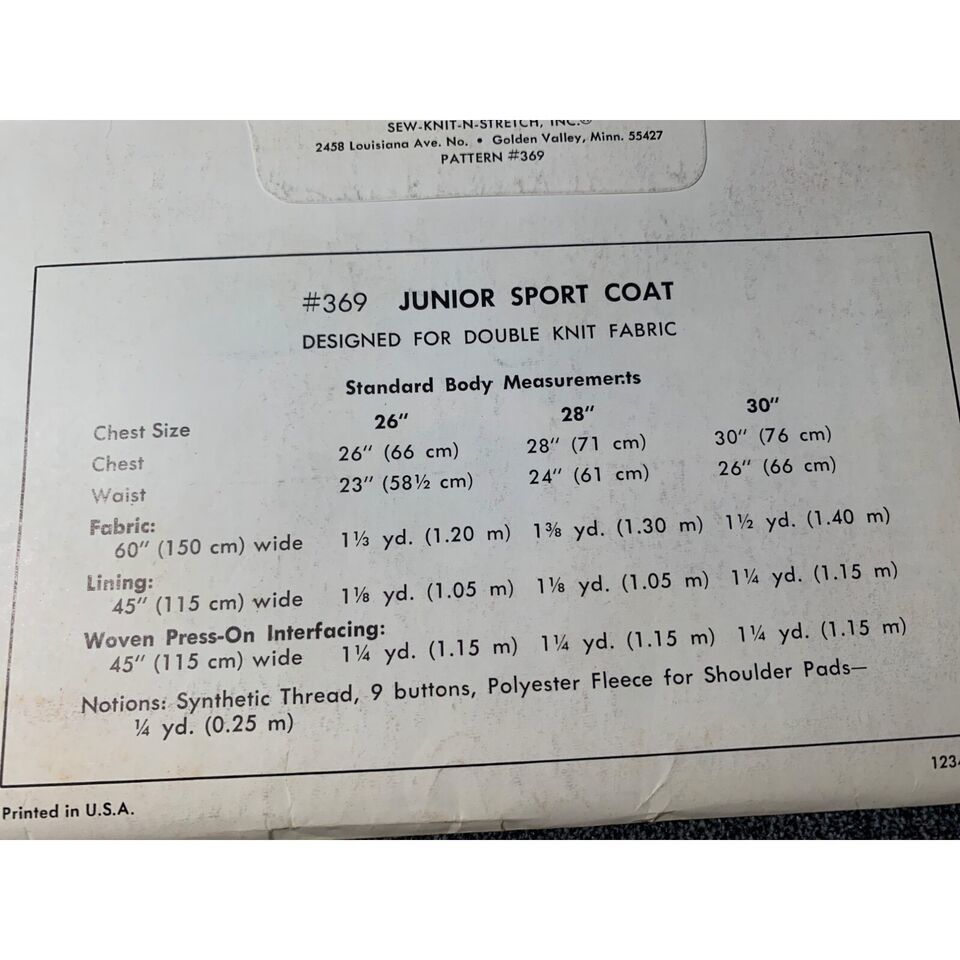 SEW-KNIT-N-STRETCH, INC.®
2458 Louisiana Ave. No. • Golden Valley, Minn. 55427
PATTERN #369
#369 JUNIOR SPORT COAT
DESIGNED FOR DOUBLE KNIT FABRIC
Standard Body Measurements
Chest Size 26" 28" 30"
Chest 26" (66 cm) 28" (71 cm) 30" (76 cm)
Waist 23" (58½ cm) 24" (61 cm) 26" (66 cm)
Fabric:
60" (150 cm) wide 1⅓ yd. (1.20 m) 1⅜ yd. (1.30 m) 1½ yd. (1.40 m)
Lining:
45" (115 cm) wide 1⅛ yd. (1.05 m) 1⅛ yd. (1.05 m) 1¼ yd. (1.15 m)
Woven Press-On Interfacing:
45" (115 cm) wide 1¼ yd. (1.15 m) 1¼ yd. (1.15 m) 1¼ yd. (1.15 m)
Notions: Synthetic Thread, 9 buttons, Polyester Fleece for Shoulder Pads—
¼ yd. (0.25 m)
Printed in U.S.A.